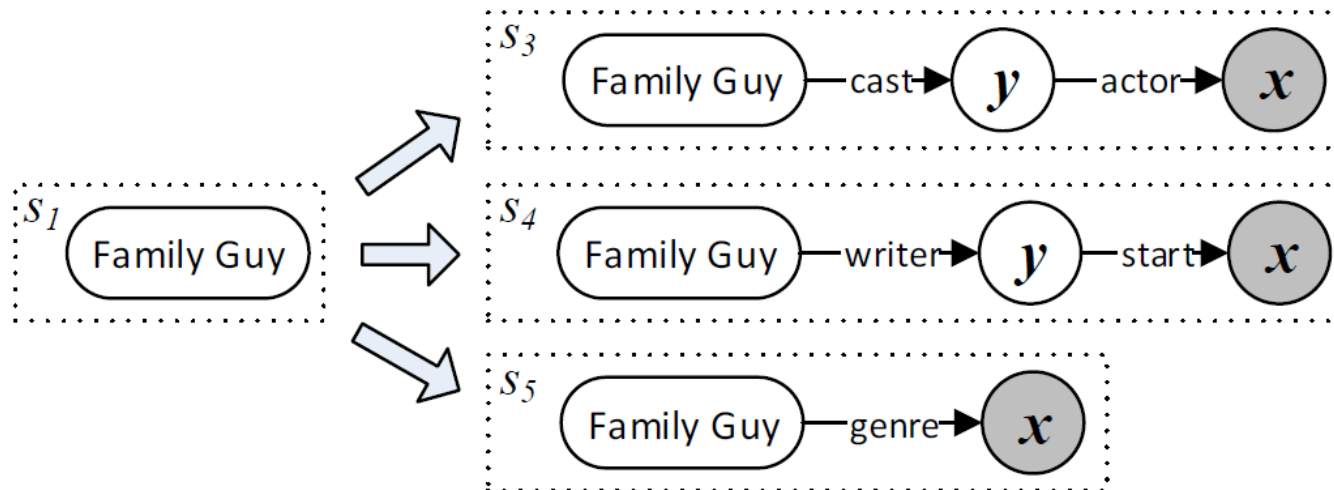 s3 Family Guy cast y actor x
s1 Family Guy
s4 Family Guy writer y start x
s5 Family Guy genre x